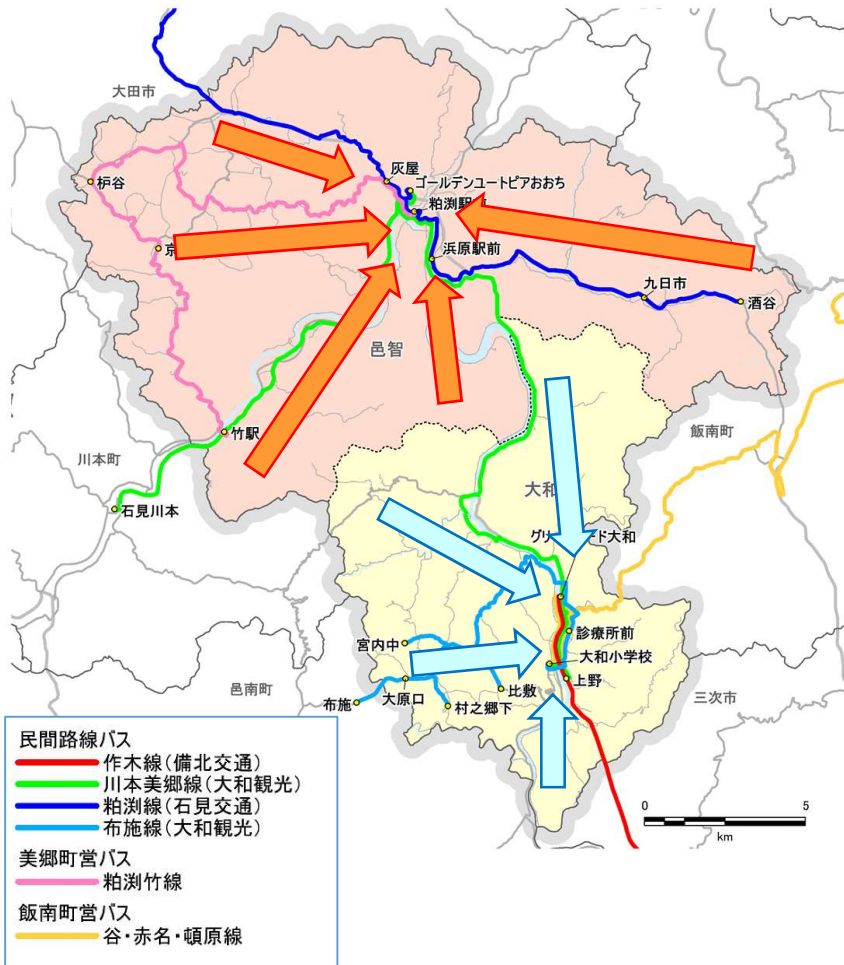 大田市
灰屋
ゴールデンユートピアおおち
枦谷
粕渕駅
京
浜原駅前
九日市
酒谷
邑智
竹駅
飯南町
川本町
大和
石見川本
グリ
ード大和
診療所前
宮内中
大和小学校
邑南町
大原口
比敷
上野
三次市
布施
村之郷下
民間路線バス
作木線(備北交通)
川本美郷線(大和観光)
粕渕線(石見交通)
布施線(大和観光)
美郷町営バス
粕渕竹線
飯南町営バス
谷・赤名・頓原線
0 5
km